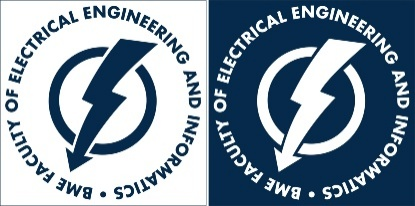 BME FACULTY OF ELECTRICAL ENGINEERING AND INFORMATICS •
BME FACULTY OF ELECTRICAL ENGINEERING AND INFORMATICS •